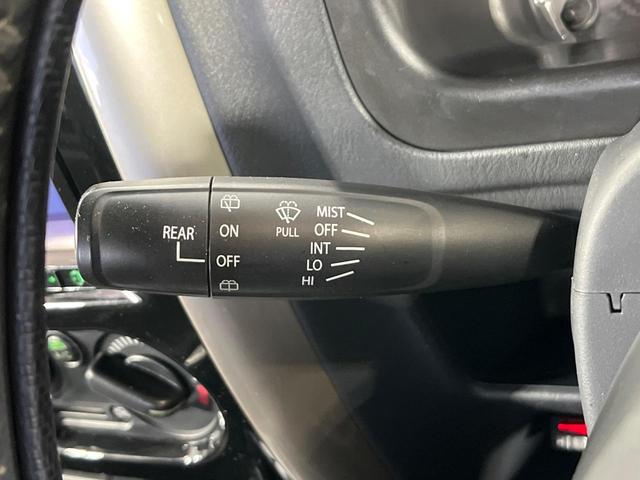 REAR
ON
OFF
PULL
MIST
OFF
INT
LO
HI